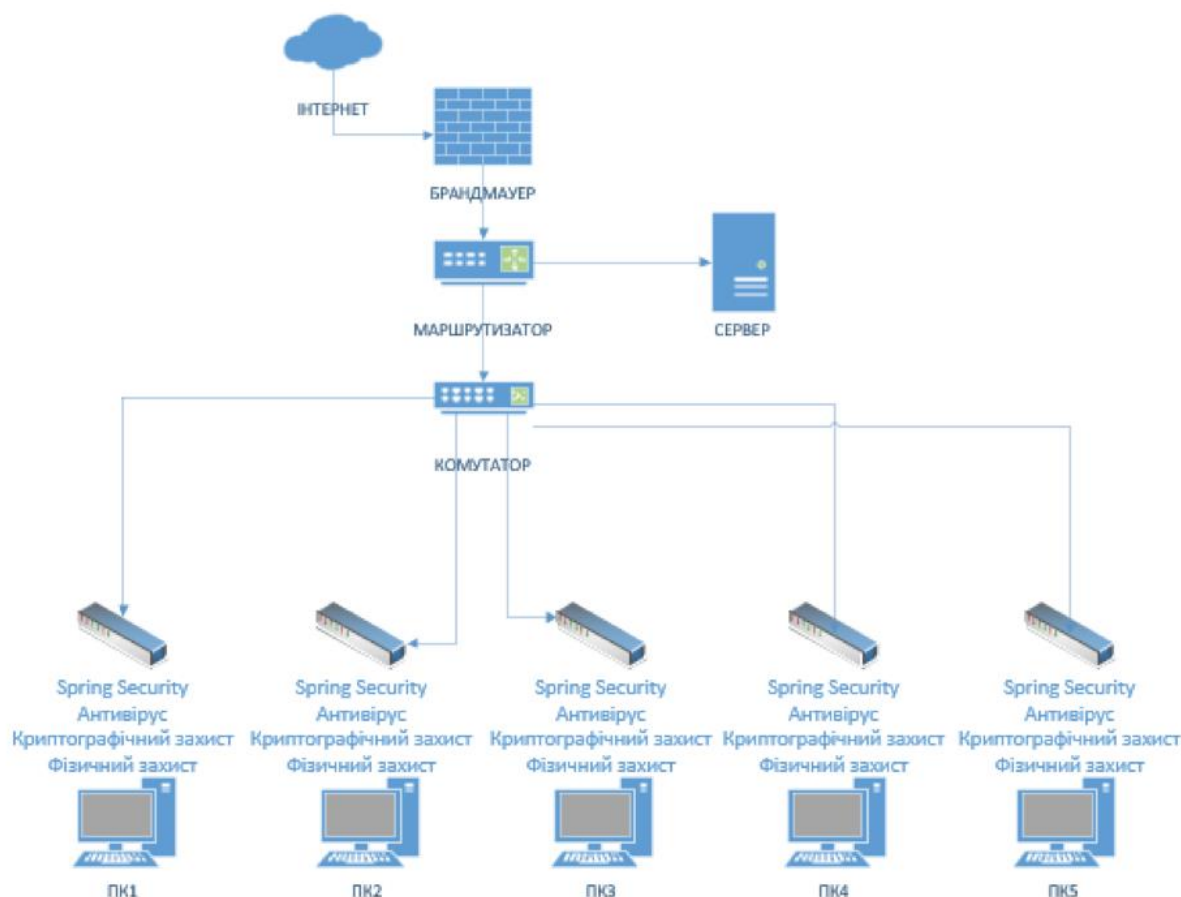 ІНТЕРНЕТ
БРАНДМАУЕР
МАРШРУТИЗАТОР
СЕРВЕР
КОМУТАТОР
Spring Security
Антивірус
Криптографічний захист
Фізичний захист
ПК1
Spring Security
Антивірус
Криптографічний захист
Фізичний захист
ПК2
Spring Security
Антивірус
Криптографічний захист
Фізичний захист
ПК3
Spring Security
Антивірус
Криптографічний захист
Фізичний захист
ПК4
Spring Security
Антивірус
Криптографічний захист
Фізичний захист
ПК5